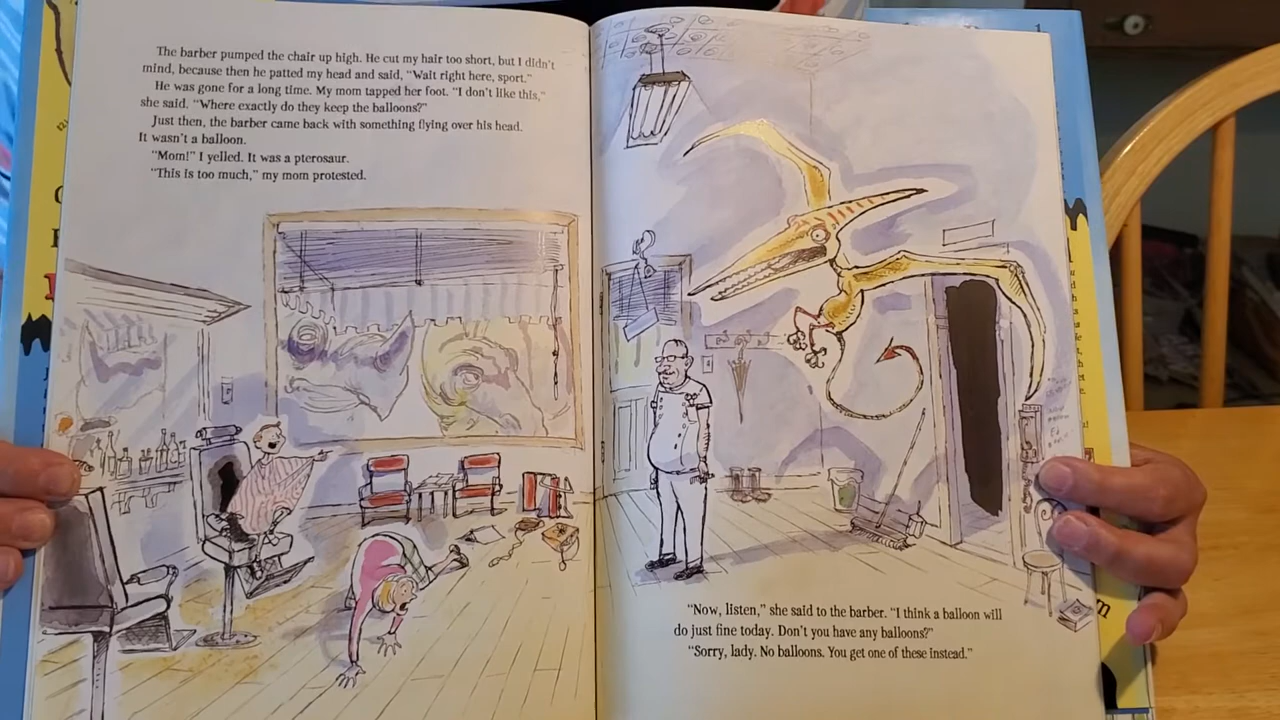 The barber pumped the chair up high. He cut my hair too short, but I didn't
mind, because then he patted my head and said, "Wait right here, sport."
He was gone for a long time. My mom tapped her foot. "I don't like this,"
she said. "Where exactly do they keep the balloons?"
Just then, the barber came back with something flying over his head.
It wasn't a balloon.
"Mom!" I yelled. It was a pterosaur.
"This is too much," my mom protested.
"Now, listen," she said to the barber. "I think a balloon will
do just fine today. Don't you have any balloons?"
"Sorry, lady. No balloons. You get one of these instead."